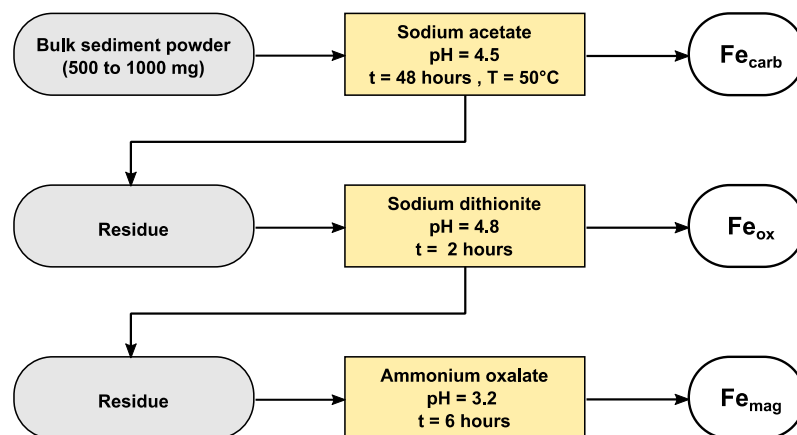 Bulk sediment powder
(500 to 1000 mg)
Sodium acetate
pH = 4.5
t = 48 hours , T = 50°C
Fecarb
Residue
Sodium dithionite
pH = 4.8
t = 2 hours
Feox
Residue
Ammonium oxalate
pH = 3.2
t = 6 hours
Femag